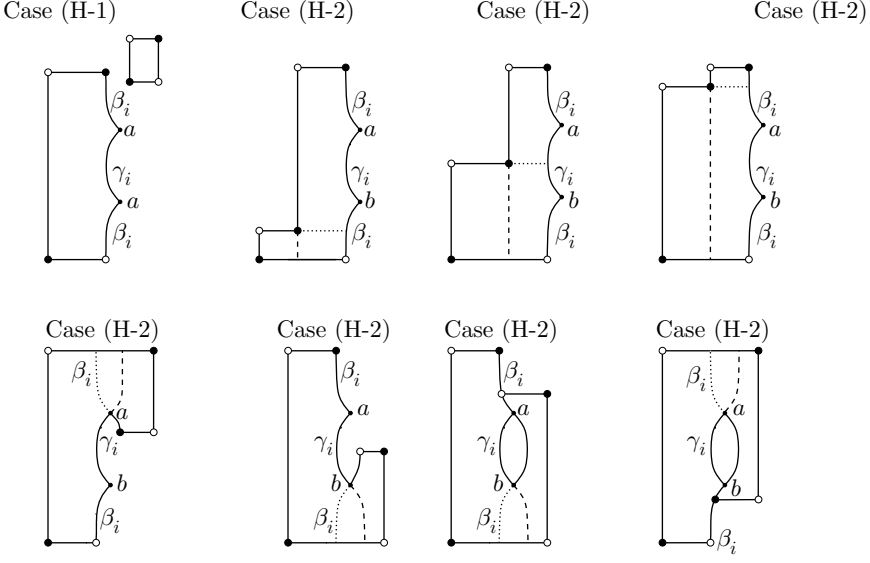 Case (H-1) Case (H-2) Case (H-2) Case (H-2)
β_i β_i β_i β_i
a a a a
γ_i γ_i γ_i γ_i
a b b b
β_i β_i β_i β_i
Case (H-2) Case (H-2) Case (H-2) Case (H-2)
β_i β_i β_i β_i
a a a a
γ_i γ_i γ_i γ_i
b b b b
β_i β_i β_i β_i